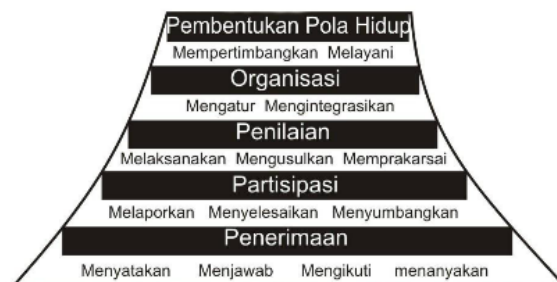 Pembentukan Pola Hidup
Mempertimbangkan Melayani
Organisasi
Mengatur Mengintegrasikan
Penilaian
Melaksanakan Mengusulkan Memprakarsai
Partisipasi
Melaporkan Menyelesaikan Menyumbangkan
Penerimaan
Menyatakan Menjawab Mengikuti menanyakan